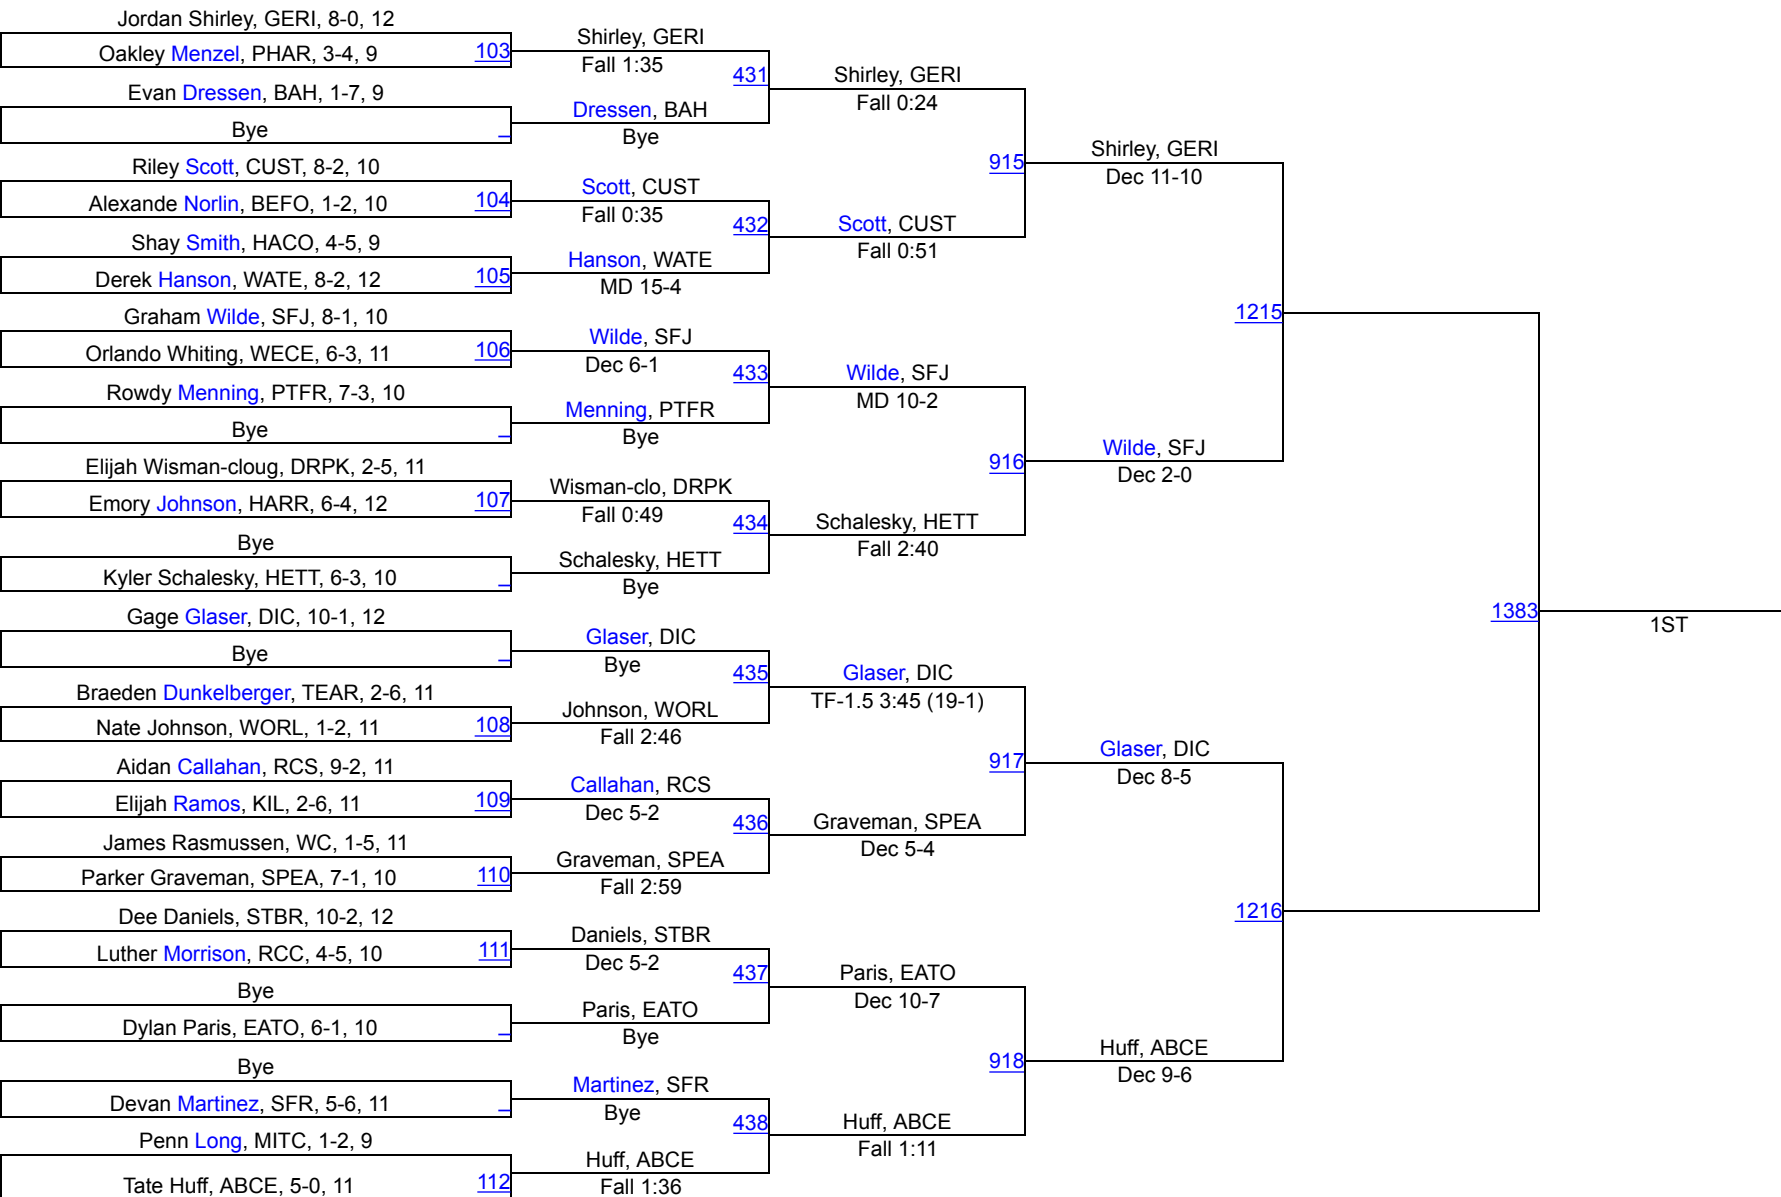 Jordan Shirley, GERI, 8-0, 12
Oakley Menzel, PHAR, 3-4, 9
103
Evan Dressen, BAH, 1-7, 9
Bye
Riley Scott, CUST, 8-2, 10
Alexande Norlin, BEFO, 1-2, 10
104
Shay Smith, HACO, 4-5, 9
Derek Hanson, WATE, 8-2, 12
105
Graham Wilde, SFJ, 8-1, 10
Orlando Whiting, WECE, 6-3, 11
106
Rowdy Menning, PTFR, 7-3, 10
Bye
Elijah Wisman-cloug, DRPK, 2-5, 11
Emory Johnson, HARR, 6-4, 12
107
Bye
Kyler Schalesky, HETT, 6-3, 10
Gage Glaser, DIC, 10-1, 12
Bye
Braeden Dunkelberger, TEAR, 2-6, 11
Nate Johnson, WORL, 1-2, 11
108
Aidan Callahan, RCS, 9-2, 11
Elijah Ramos, KIL, 2-6, 11
109
James Rasmussen, WC, 1-5, 11
Parker Graveman, SPEA, 7-1, 10
110
Dee Daniels, STBR, 10-2, 12
Luther Morrison, RCC, 4-5, 10
111
Bye
Dylan Paris, EATO, 6-1, 10
Bye
Devan Martinez, SFR, 5-6, 11
Penn Long, MITC, 1-2, 9
Tate Huff, ABCE, 5-0, 11
112
Shirley, GERI
Fall 1:35
431
Dressen, BAH
Bye
Scott, CUST
Fall 0:35
432
Hanson, WATE
MD 15-4
Wilde, SFJ
Dec 6-1
433
Menning, PTFR
Bye
Wisman-clo, DRPK
Fall 0:49
434
Schalesky, HETT
Bye
Glaser, DIC
Bye
435
Johnson, WORL
Fall 2:46
Callahan, RCS
Dec 5-2
436
Graveman, SPEA
Fall 2:59
Daniels, STBR
Dec 5-2
437
Paris, EATO
Bye
Martinez, SFR
Bye
438
Huff, ABCE
Fall 1:36
Shirley, GERI
Fall 0:24
915
Scott, CUST
Fall 0:51
Wilde, SFJ
MD 10-2
916
Schalesky, HETT
Fall 2:40
Glaser, DIC
TF-1.5 3:45 (19-1)
917
Graveman, SPEA
Dec 5-4
Paris, EATO
Dec 10-7
918
Huff, ABCE
Fall 1:11
Shirley, GERI
Dec 11-10
1215
Wilde, SFJ
Dec 2-0
Glaser, DIC
Dec 8-5
1216
Huff, ABCE
Dec 9-6
1383
1ST